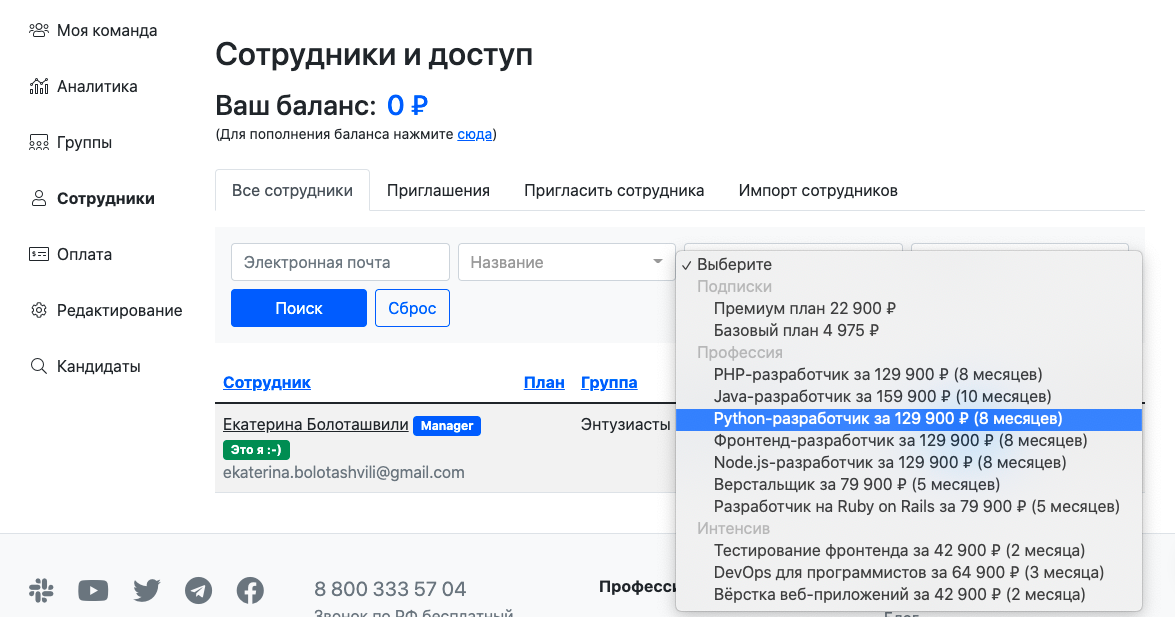 Моя команда
Аналитика
Группы
Сотрудники
Оплата
Редактирование
Кандидаты
Сотрудники и доступ
Ваш баланс: 0 ₽
(Для пополнения баланса нажмите сюда)
Все сотрудники Приглашения Пригласить сотрудника Импорт сотрудников
Электронная почта Название
Поиск Сброс
✓ Выберите
Подписки
Премиум план 22 900 ₽
Базовый план 4 975 ₽
Профессия
PHP-разработчик за 129 900 ₽ (8 месяцев)
Java-разработчик за 159 900 ₽ (10 месяцев)
Python-разработчик за 129 900 ₽ (8 месяцев)
Фронтенд-разработчик за 129 900 ₽ (8 месяцев)
Node.js-разработчик за 129 900 ₽ (8 месяцев)
Верстальщик за 79 900 ₽ (5 месяцев)
Разработчик на Ruby on Rails за 79 900 ₽ (5 месяцев)
Интенсив
Тестирование фронтенда за 42 900 ₽ (2 месяца)
DevOps для программистов за 64 900 ₽ (3 месяца)
Вёрстка веб-приложений за 42 900 ₽ (2 месяца)
Сотрудник План Группа
Екатерина Болоташвили Manager Энтузиасты
Это я :-)
ekaterina.bolotashvili@gmail.com
8 800 333 57 04
Звонок по РФ бесплатный
Професси
Блог